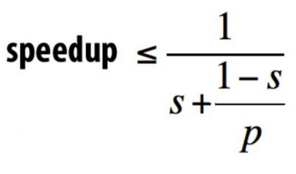 speedup ≤ 1 / (s + (1 − s) / p)